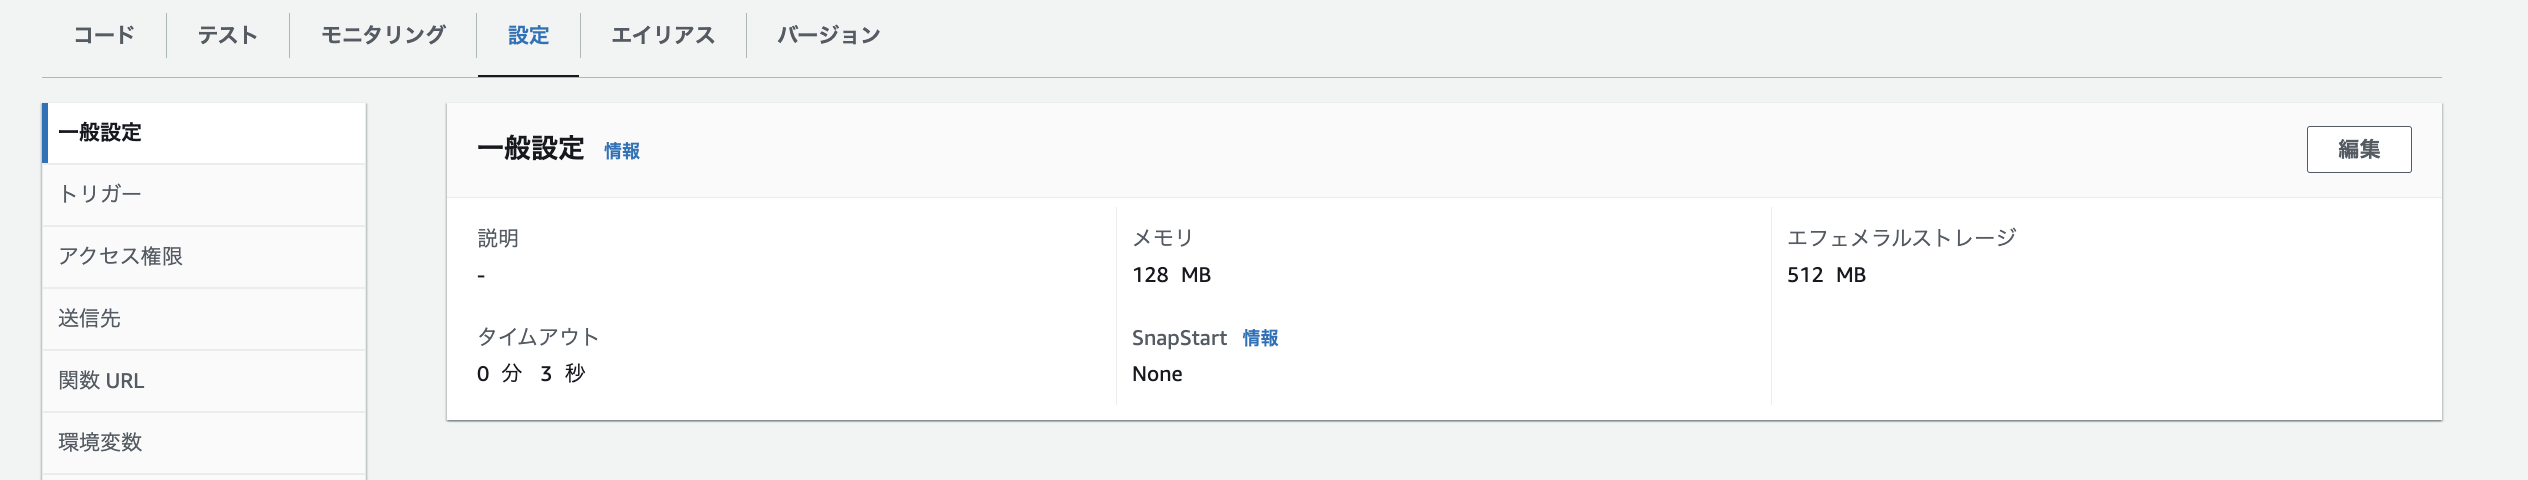 コード テスト モニタリング 設定 エイリアス バージョン
一般設定
トリガー
アクセス権限
送信先
関数 URL
環境変数
一般設定 情報
編集
説明
-
メモリ
128 MB
エフェメラルストレージ
512 MB
タイムアウト
0 分 3 秒
SnapStart 情報
None